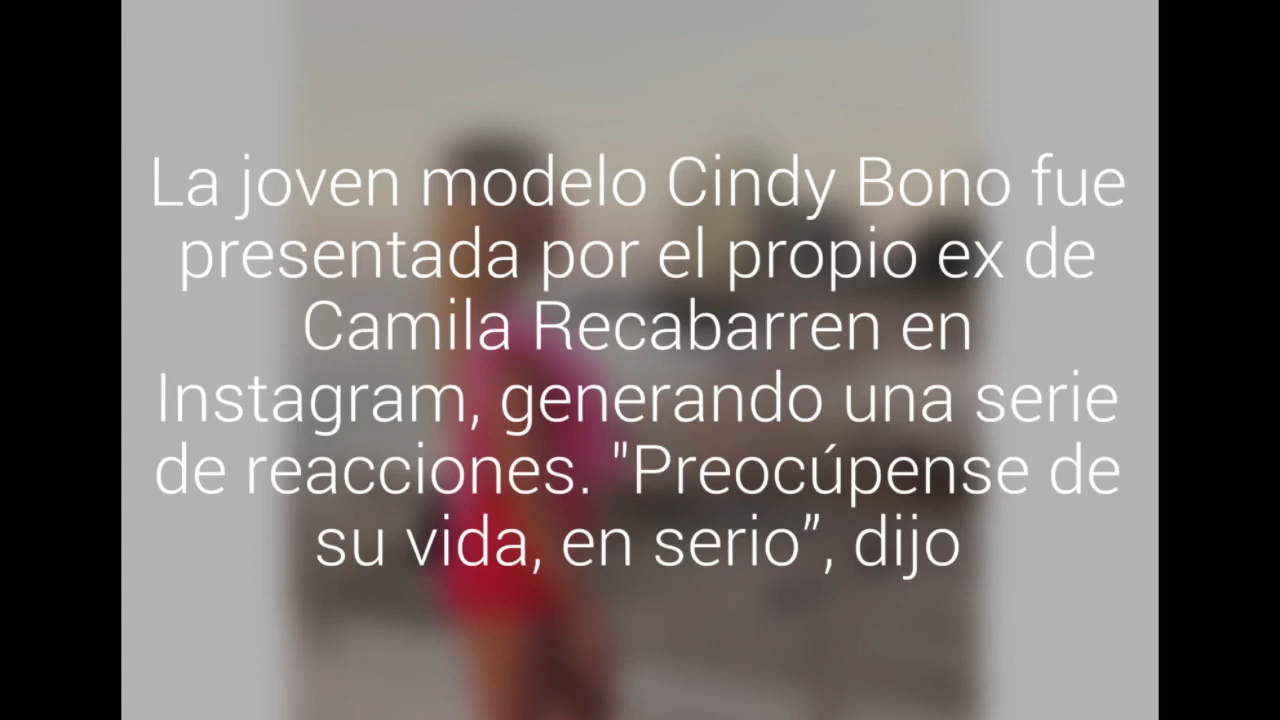 La joven modelo Cindy Bono fue
presentada por el propio ex de
Camila Recabarren en
Instagram, generando una serie
de reacciones. "Preocúpense de
su vida, en serio”, dijo